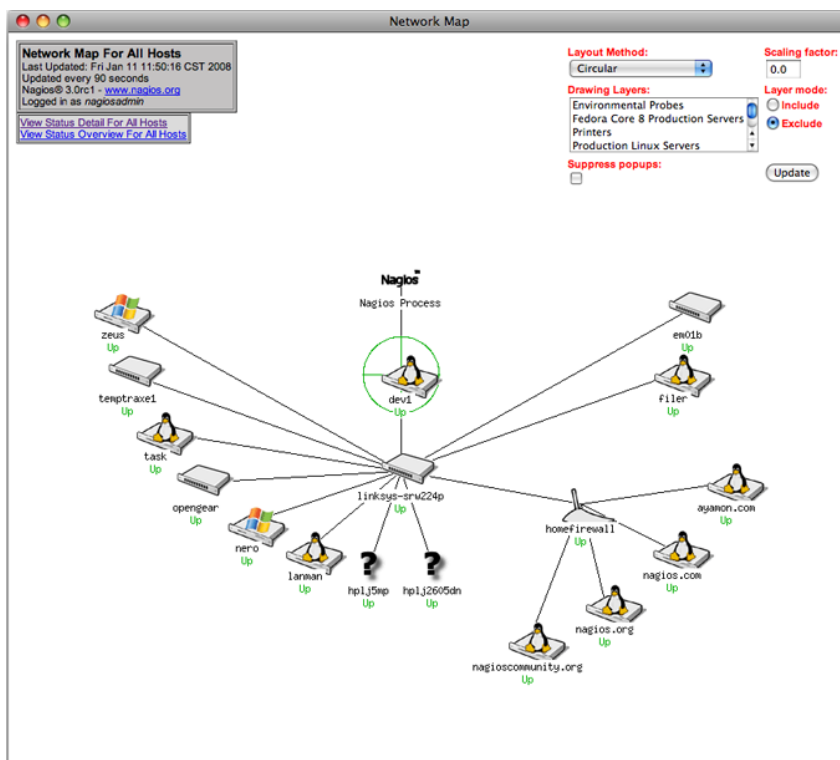 Network Map
Network Map For All Hosts
Last Updated: Fri Jan 11 11:50:16 CST 2008
Updated every 90 seconds
Nagios® 3.0rc1 - www.nagios.org
Logged in as nagiosadmin
View Status Detail For All Hosts
View Status Overview For All Hosts
Layout Method:
Circular
Scaling factor:
0.0
Drawing Layers:
Environmental Probes
Fedora Core 8 Production Servers
Printers
Production Linux Servers
Layer mode:
Include
Exclude
Suppress popups:
Update
Nagios™
Nagios Process
zeus
Up
em01b
Up
temptraxe1
Up
dev1
Up
filer
Up
task
Up
linksys-srw224p
Up
opengear
Up
homefirewall
Up
ayamon.com
Up
nero
Up
lanman
Up
hplj5mp
Up
hplj2605dn
Up
nagios.com
Up
nagios.org
Up
nagioscommunity.org
Up